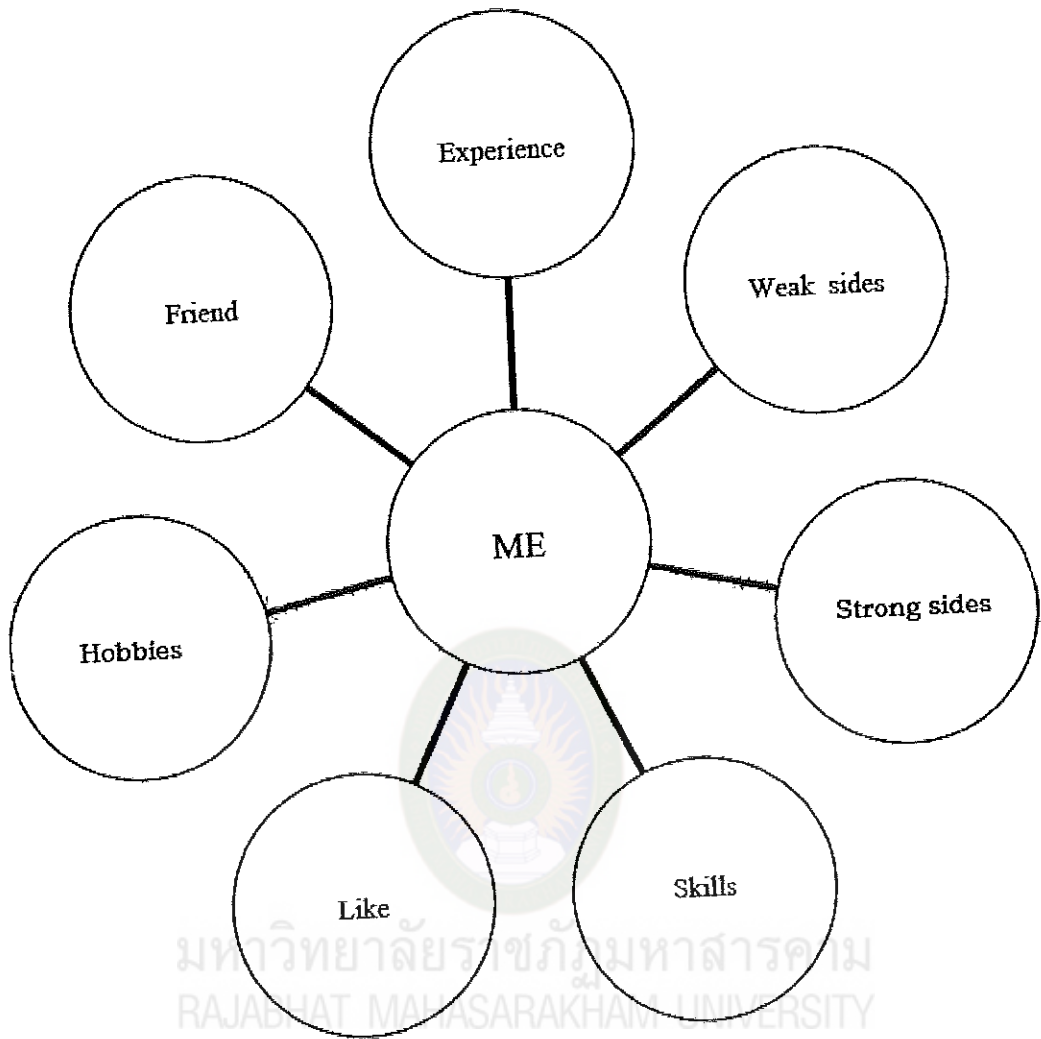 Experience
Weak sides
Friend
ME
Strong sides
Hobbies
Skills
Like
มหาวิทยาลัยราชภัฏมหาสารคาม
RAJABHAT MAHASARAKHAM UNIVERSITY